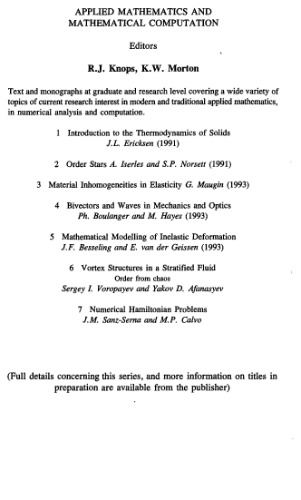 APPLIED MATHEMATICS AND
MATHEMATICAL COMPUTATION
Editors
R.J. Knops, K.W. Morton
Text and monographs at graduate and research level covering a wide variety of
topics of current research interest in modern and traditional applied mathematics,
in numerical analysis and computation.
1 Introduction to the Thermodynamics of Solids
J.L. Ericksen (1991)
2 Order Stars A. Iserles and S.P. Norsett (1991)
3 Material Inhomogeneities in Elasticity G. Maugin (1993)
4 Bivectors and Waves in Mechanics and Optics
Ph. Boulanger and M. Hayes (1993)
5 Mathematical Modelling of Inelastic Deformation
J.F. Besseling and E. van der Geissen (1993)
6 Vortex Structures in a Stratified Fluid
Order from chaos
Sergey I. Voropayev and Yakov D. Afanasyev
7 Numerical Hamiltonian Problems
J.M. Sanz-Serna and M.P. Calvo
(Full details concerning this series, and more information on titles in
preparation are available from the publisher)